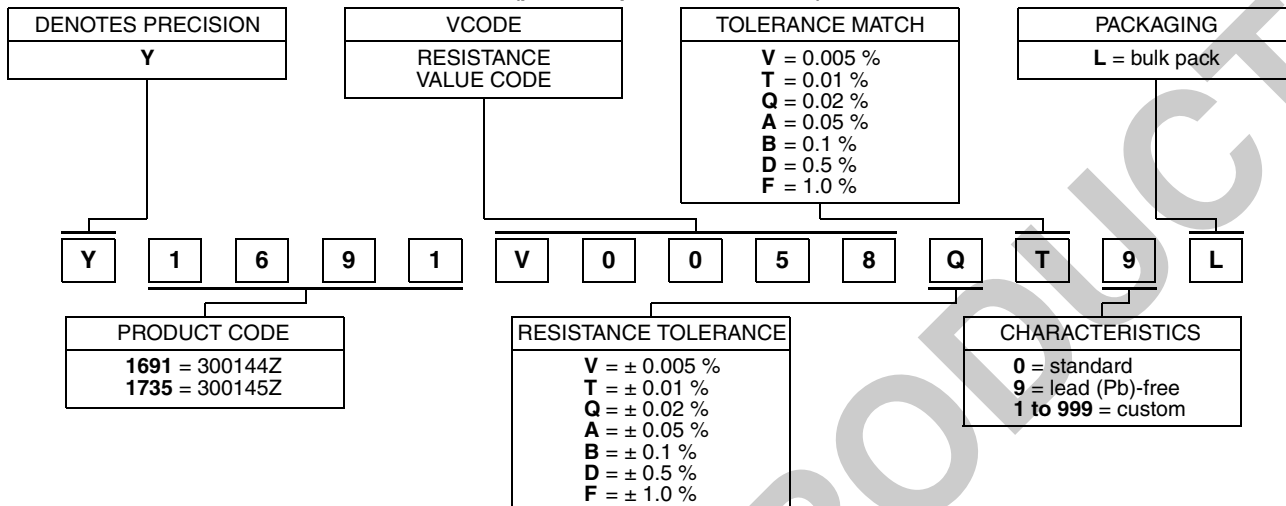 DENOTES PRECISION
Y
VCODE
RESISTANCE
VALUE CODE
TOLERANCE MATCH
V = 0.005 %
T = 0.01 %
Q = 0.02 %
A = 0.05 %
B = 0.1 %
D = 0.5 %
F = 1.0 %
PACKAGING
L = bulk pack
Y 1 6 9 1 V 0 0 5 8 Q T 9 L
PRODUCT CODE
1691 = 300144Z
1735 = 300145Z
RESISTANCE TOLERANCE
V = ± 0.005 %
T = ± 0.01 %
Q = ± 0.02 %
A = ± 0.05 %
B = ± 0.1 %
D = ± 0.5 %
F = ± 1.0 %
CHARACTERISTICS
0 = standard
9 = lead (Pb)-free
1 to 999 = custom